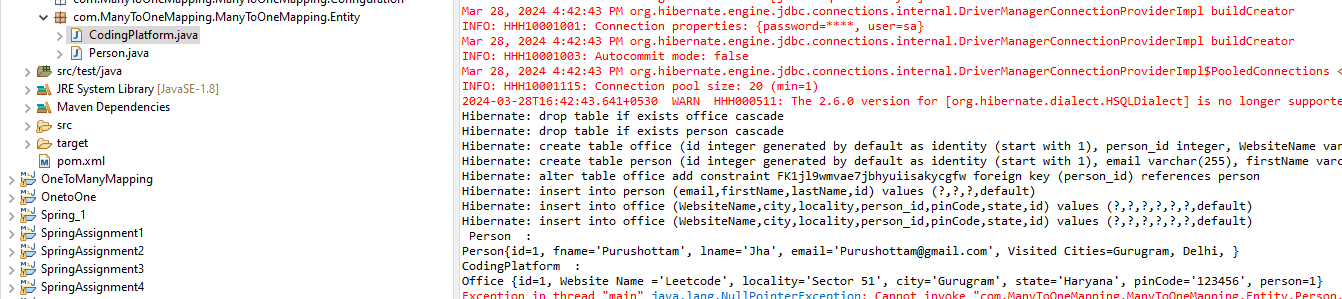 com.ManyToOneMapping.ManyToOneMapping.Configuration
com.ManyToOneMapping.ManyToOneMapping.Entity
CodingPlatform.java
Person.java
src/test/java
JRE System Library [JavaSE-1.8]
Maven Dependencies
src
target
pom.xml
OneToManyMapping
OnetoOne
Spring_1
SpringAssignment1
SpringAssignment2
SpringAssignment3
SpringAssignment4
Mar 28, 2024 4:42:43 PM org.hibernate.engine.jdbc.connections.internal.DriverManagerConnectionProviderImpl buildCreator
INFO: HHH10001001: Connection properties: {password=****, user=sa}
Mar 28, 2024 4:42:43 PM org.hibernate.engine.jdbc.connections.internal.DriverManagerConnectionProviderImpl buildCreator
INFO: HHH10001003: Autocommit mode: false
Mar 28, 2024 4:42:43 PM org.hibernate.engine.jdbc.connections.internal.DriverManagerConnectionProviderImpl$PooledConnections <
INFO: HHH10001115: Connection pool size: 20 (min=1)
2024-03-28T16:42:43.641+0530 WARN HHH000511: The 2.6.0 version for [org.hibernate.dialect.HSQLDialect] is no longer supporte
Hibernate: drop table if exists office cascade
Hibernate: drop table if exists person cascade
Hibernate: create table office (id integer generated by default as identity (start with 1), person_id integer, WebsiteName var
Hibernate: create table person (id integer generated by default as identity (start with 1), email varchar(255), firstName varc
Hibernate: alter table office add constraint FK1jl9wmvae7jbhyuiisakycgfw foreign key (person_id) references person
Hibernate: insert into person (email,firstName,lastName,id) values (?,?,?,default)
Hibernate: insert into office (WebsiteName,city,locality,person_id,pinCode,state,id) values (?,?,?,?,?,?,default)
Hibernate: insert into office (WebsiteName,city,locality,person_id,pinCode,state,id) values (?,?,?,?,?,?,default)
Person :
Person{id=1, fname='Purushottam', lname='Jha', email='Purushottam@gmail.com', Visited Cities=Gurugram, Delhi, }
CodingPlatform :
Office {id=1, Website Name ='Leetcode', locality='Sector 51', city='Gurugram', state='Haryana', pinCode='123456', person=1}
Exception in thread "main" java.lang.NullPointerException: Cannot invoke "com.ManyToOneMapping.ManyToOneMapping.Entity.Pers